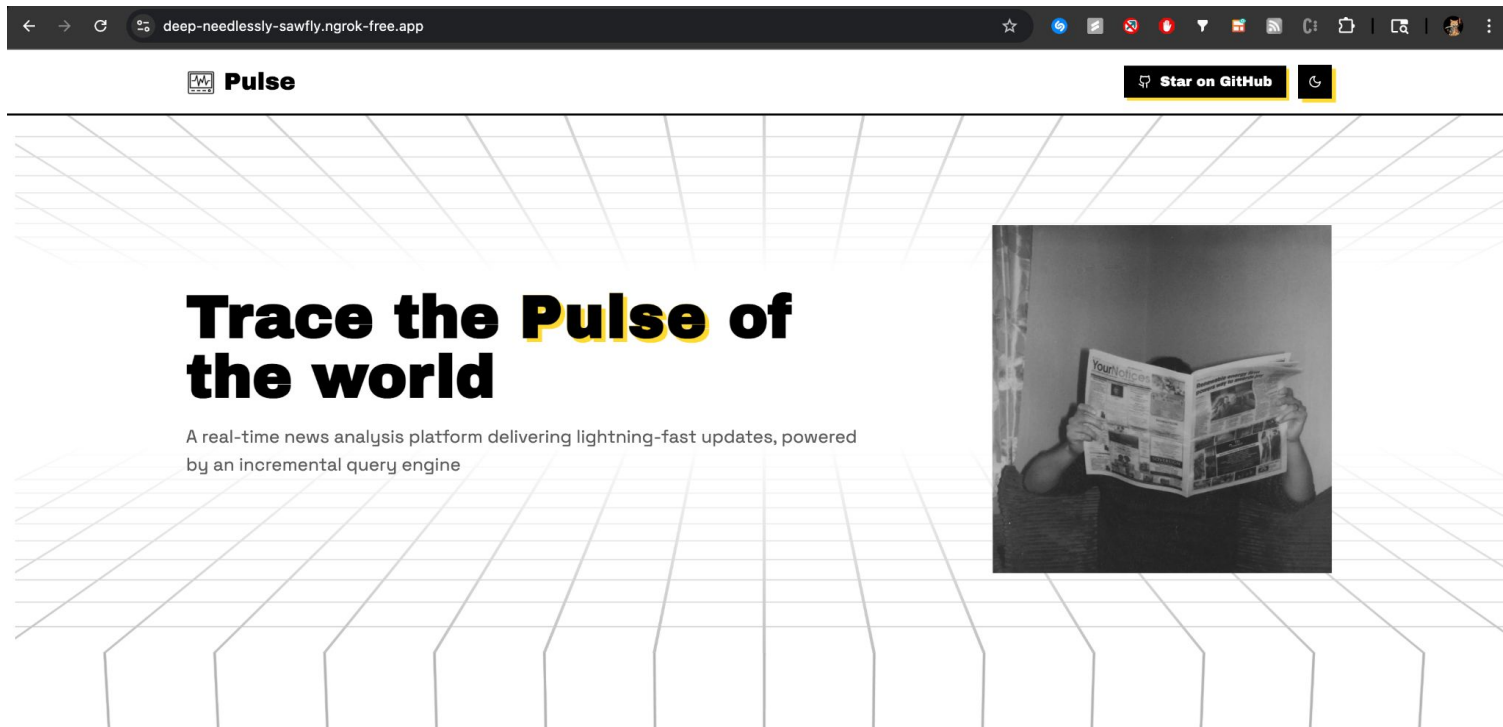 deep-needlessly-sawfly.ngrok-free.app
Pulse
Star on GitHub
Trace the Pulse of
the world
A real-time news analysis platform delivering lightning-fast updates, powered
by an incremental query engine
YourNotices